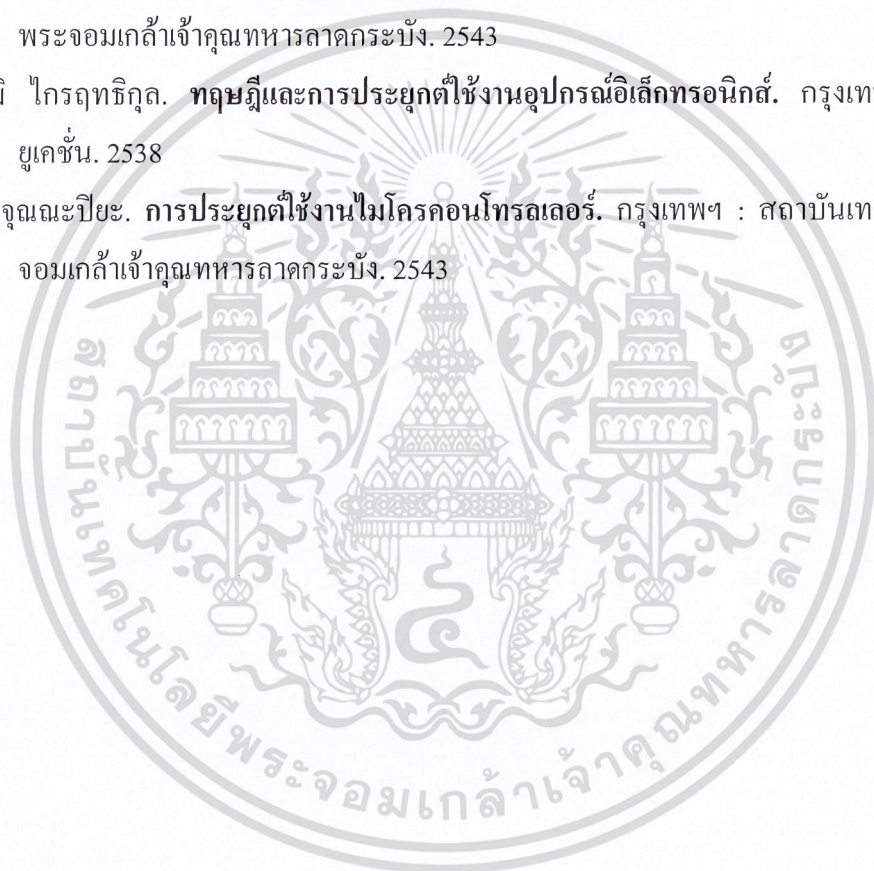 พระจอมเกล้าเจ้าคุณทหารลาดกระบัง. 2543
ไกรฤทธิกุล. ทฤษฎีและการประยุกต์ใช้งานอุปกรณ์อิเล็กทรอนิกส์. กรุงเทพ
ยูเคชั่น. 2538
จุณณะปิยะ. การประยุกต์ใช้งานไมโครคอนโทรลเลอร์. กรุงเทพฯ : สถาบันเท
จอมเกล้าเจ้าคุณทหารลาดกระบัง. 2543
สถาบันเทคโนโลยีพระจอมเกล้าเจ้าคุณทหารลาดกระบัง